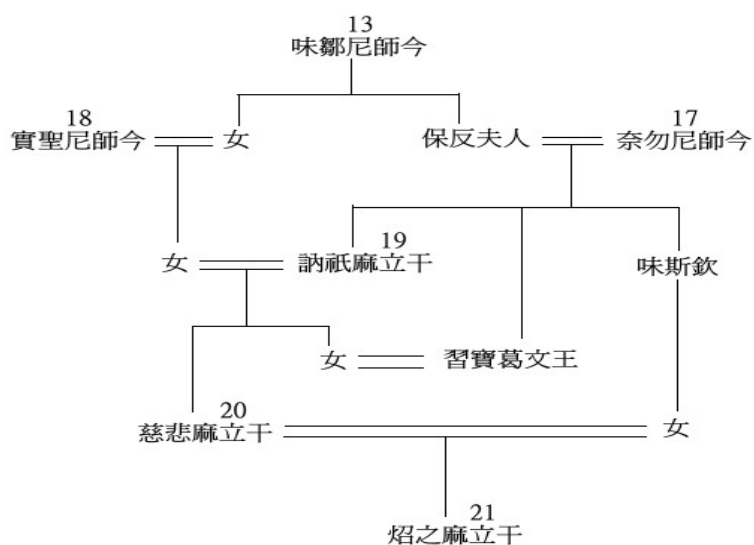 13
味鄒尼師今
18
實聖尼師今
女
保反夫人
17
奈勿尼師今
女
19
訥祇麻立干
味斯欽
女
習寶葛文王
20
慈悲麻立干
女
21
炤之麻立干